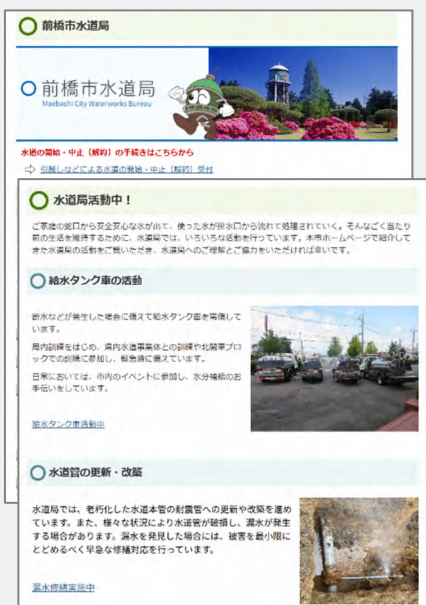 前橋市水道局
前橋市水道局
Maebashi City Waterworks Bureau
水道の開始・中止（解約）の手続きはこちらから
⇨ 引越しなどによる水道の開始・中止（解約）受付
水道局活動中！
ご家庭の蛇口から安全安心な水が出て、使った水が排水口から流れて処理されていく。そんなごく当たり
前の生活を維持するために、水道局では、いろいろな活動を行っています。本市ホームページで紹介して
きた水道局の活動をご覧いただき、水道局へのご理解とご協力をいただければ幸いです。
給水タンク車の活動
断水などが発生した場合に備えて給水タンク車を常備して
います。
局内訓練をはじめ、県内水道事業体との訓練や北関東ブロ
ックでの訓練に参加し、緊急時に備えています。
日常においては、市内のイベントに参加し、水分補給のお
手伝いをしています。
給水タンク車活動中
水道管の更新・改築
水道局では、老朽化した水道本管の耐震管への更新や改築を進め
ています。また、様々な状況により水道管が破損し、漏水が発生
する場合があります。漏水を発見した場合には、被害を最小限に
とどめるべく早急な修繕対応を行っています。
漏水修繕実施中